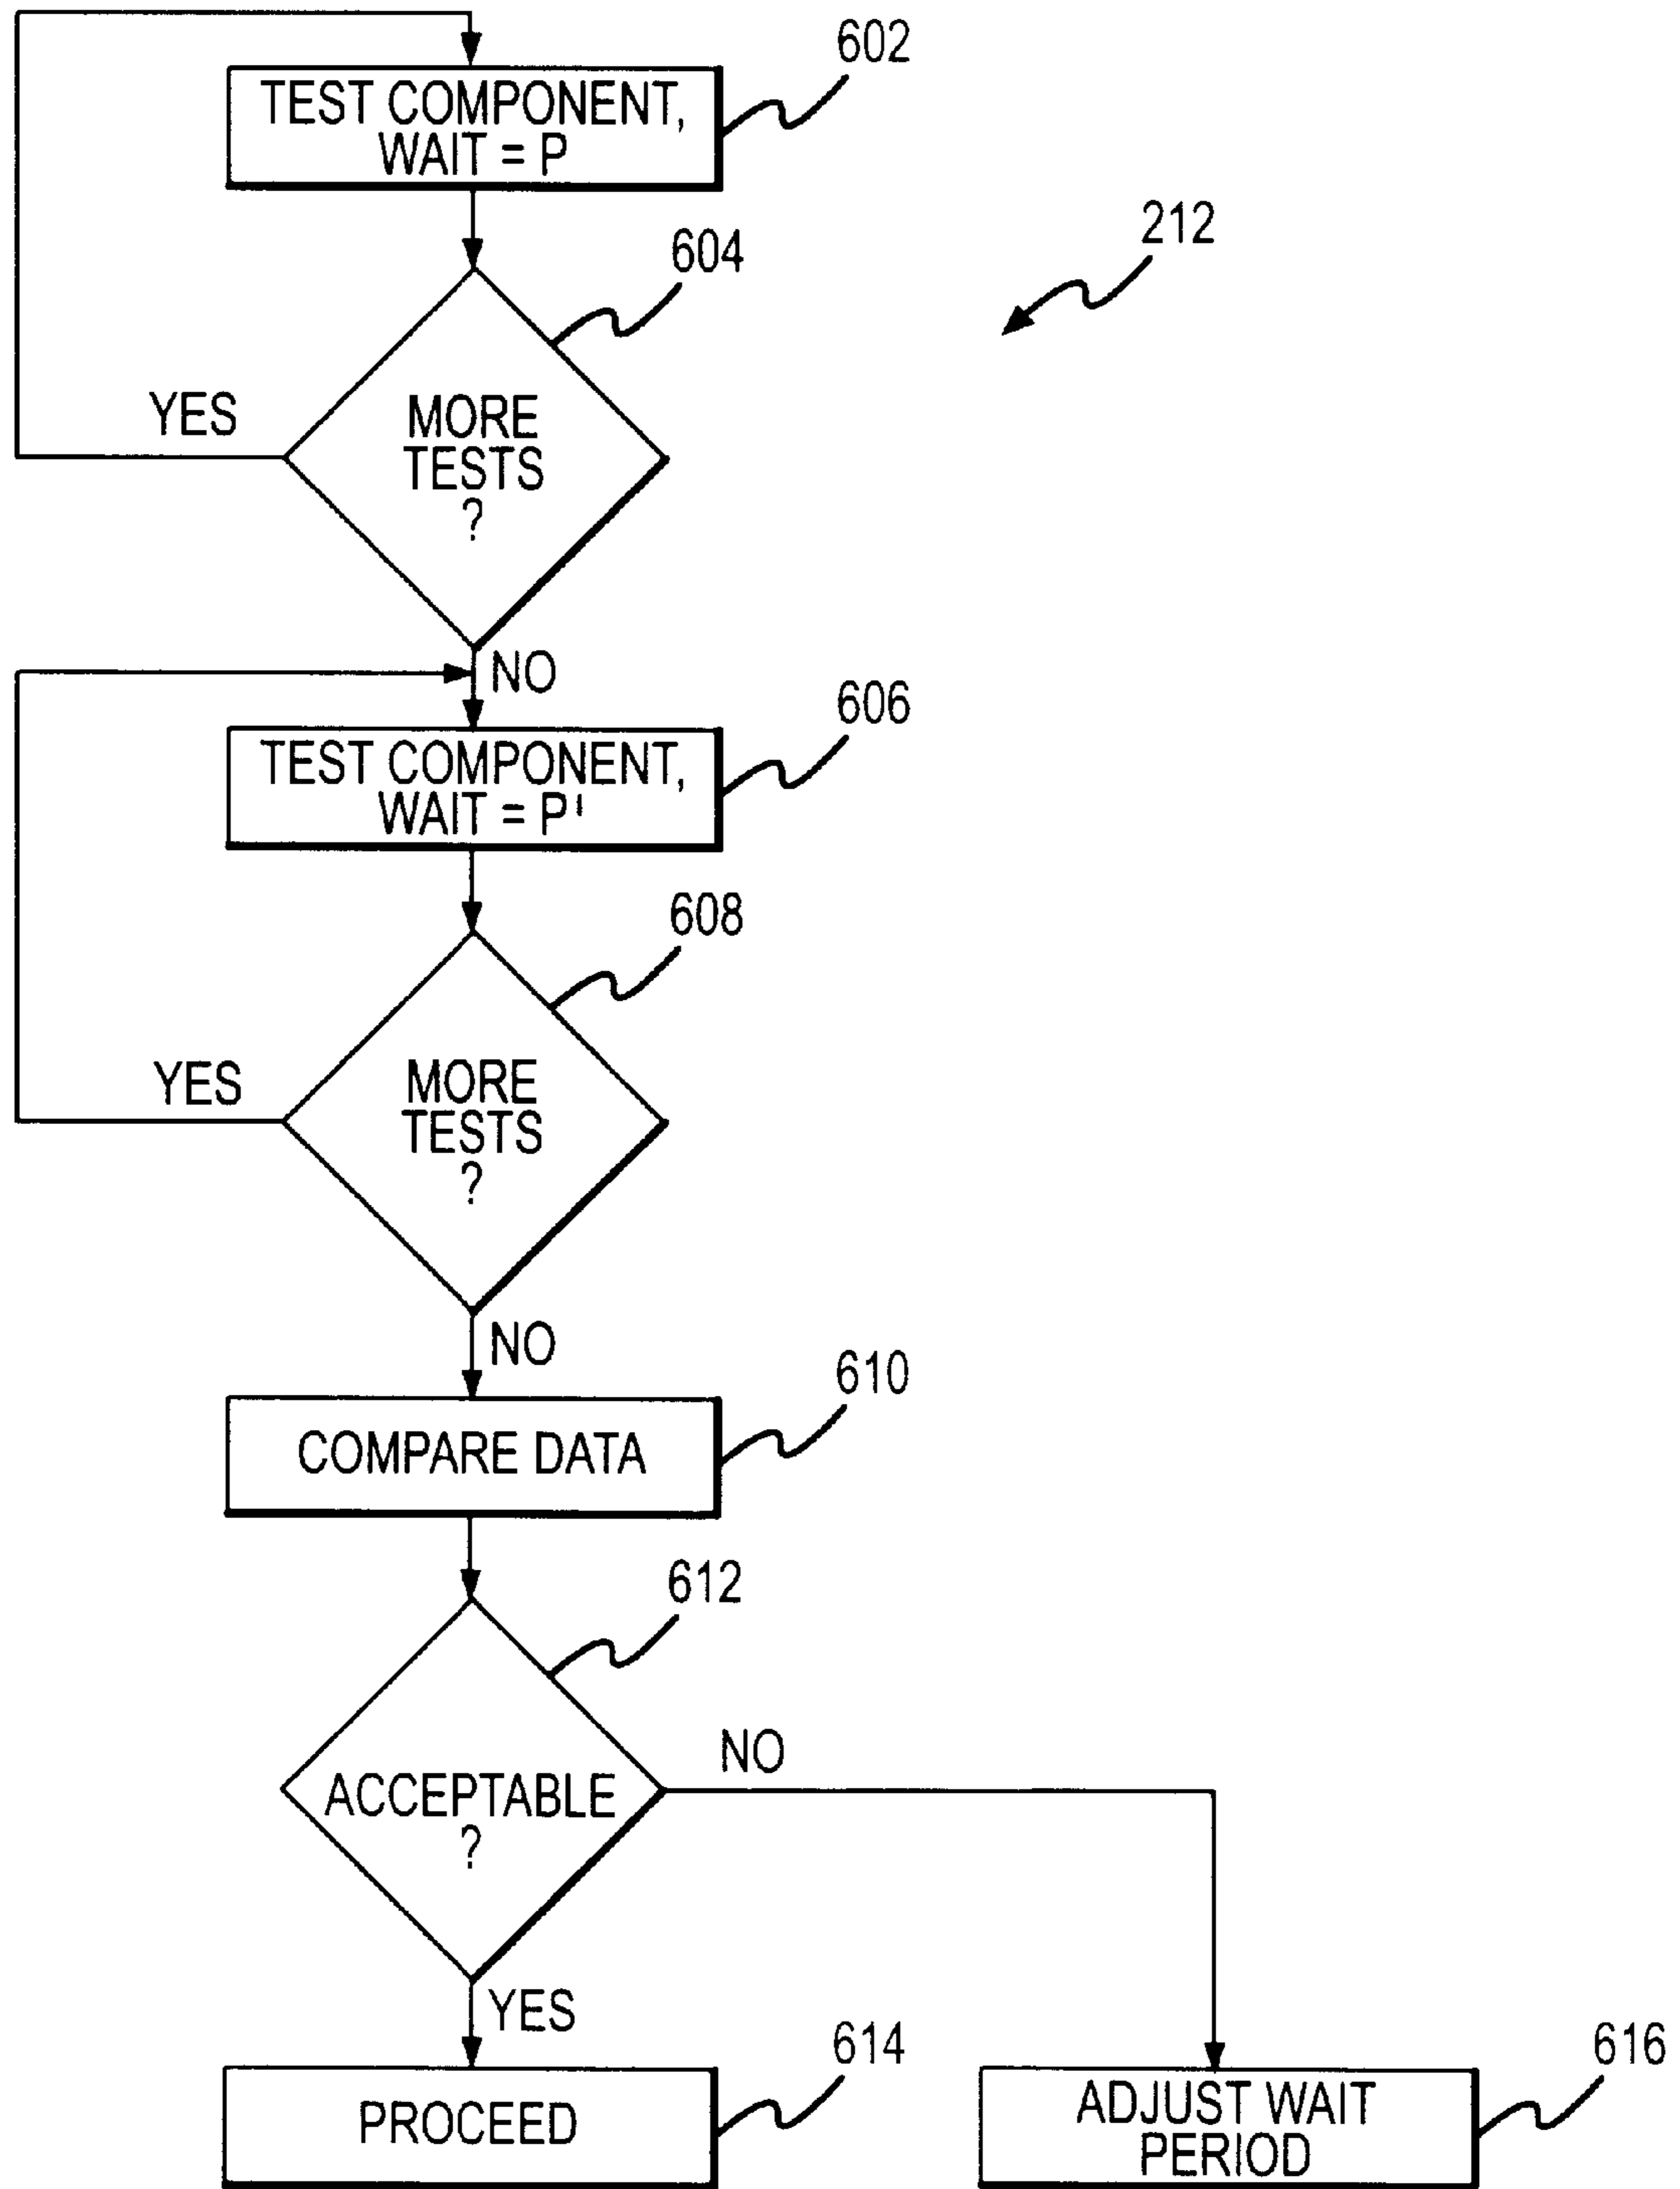 602
TEST COMPONENT,
WAIT = P
212
604
YES
MORE
TESTS
?
NO
606
TEST COMPONENT,
WAIT = P'
608
YES
MORE
TESTS
?
NO
610
COMPARE DATA
612
NO
ACCEPTABLE
?
YES
614
616
PROCEED
ADJUST WAIT
PERIOD